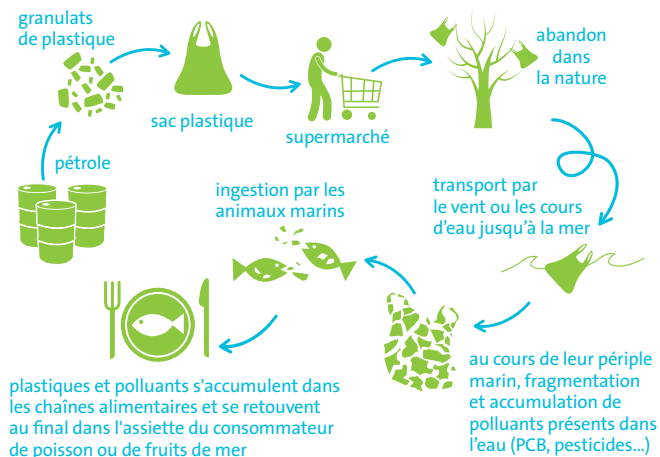 granulats
de plastique
sac plastique
supermarché
abandon
dans
la nature
pétrole
transport par
le vent ou les cours
d'eau jusqu'à la mer
ingestion par les
animaux marins
au cours de leur périple
marin, fragmentation
et accumulation de
polluants présents dans
l'eau (PCB, pesticides...)
plastiques et polluants s'accumulent dans
les chaînes alimentaires et se retouvent
au final dans l'assiette du consommateur
de poisson ou de fruits de mer